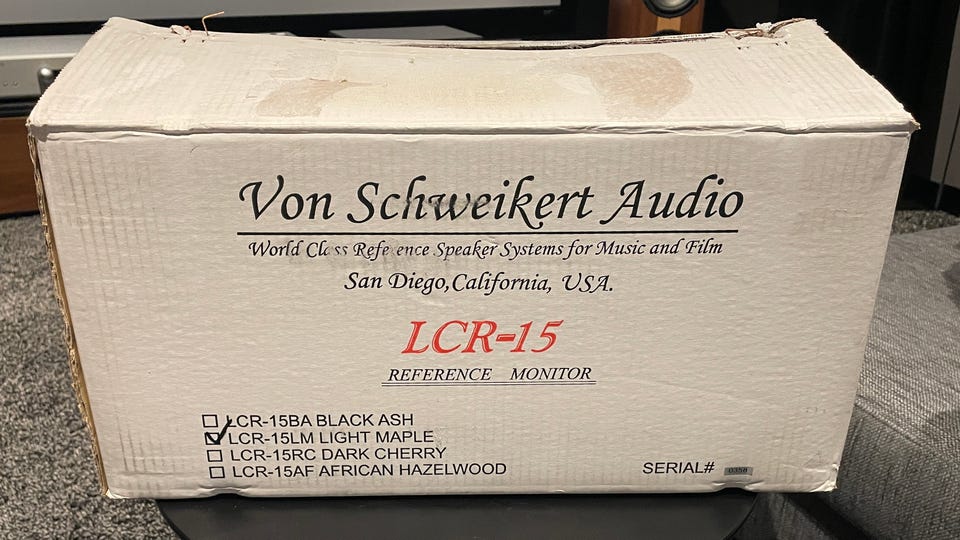 Von Schweikert Audio
World Class Reference Speaker Systems for Music and Film
San Diego, California, USA.
LCR-15
REFERENCE MONITOR
LCR-15BA BLACK ASH
LCR-15LM LIGHT MAPLE
LCR-15RC DARK CHERRY
LCR-15AF AFRICAN HAZELWOOD
SERIAL# 0358